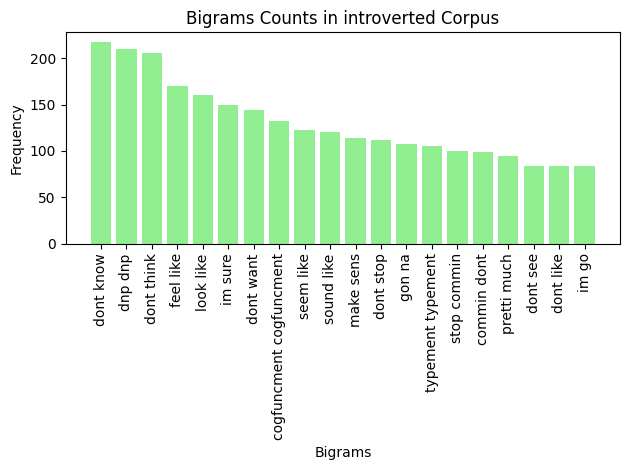 Bigrams Counts in introverted Corpus
Frequency
200
150
100
50
0
dont know
dnp dnp
dont think
feel like
look like
im sure
dont want
cogfuncment cogfuncment
seem like
sound like
make sens
dont stop
gon na
typement typement
stop commin
commin dont
pretti much
dont see
dont like
im go
Bigrams